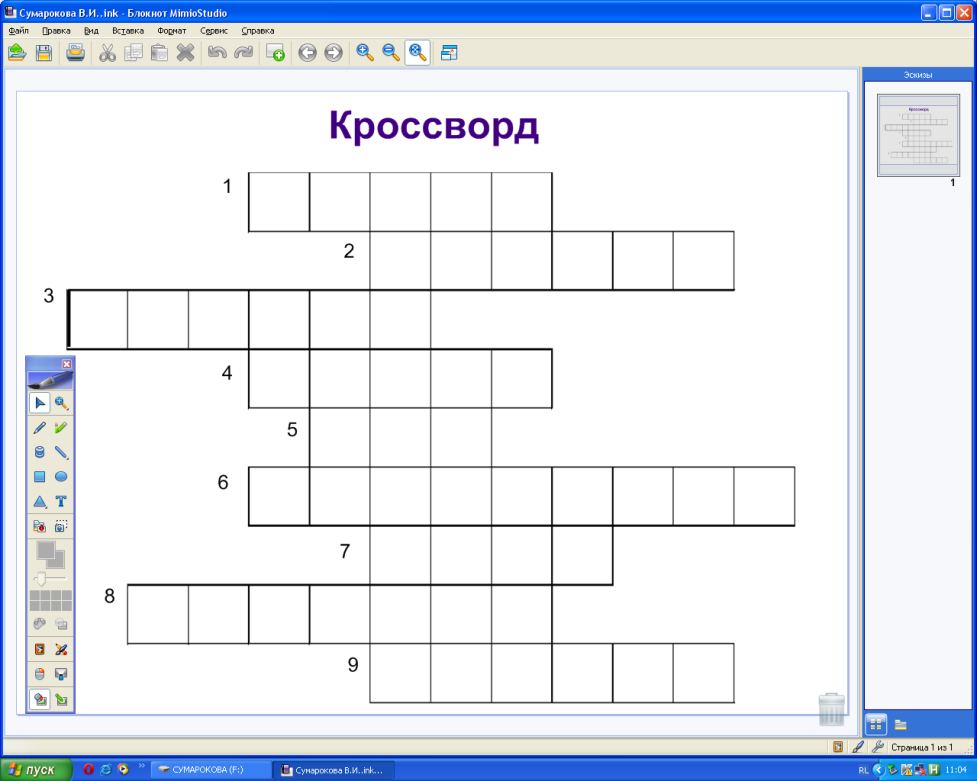 Сумарокова В.И..ink - Блокнот MimioStudio
Файл Правка Вид Вставка Формат Сервис Справка
Эскизы
Кроссворд
1
1
2
3
4
5
6
7
8
9
T
Страница 1 из 1
пуск
СУМАРОКОВА (F:)
Сумарокова В.И..ink...
RL
11:04